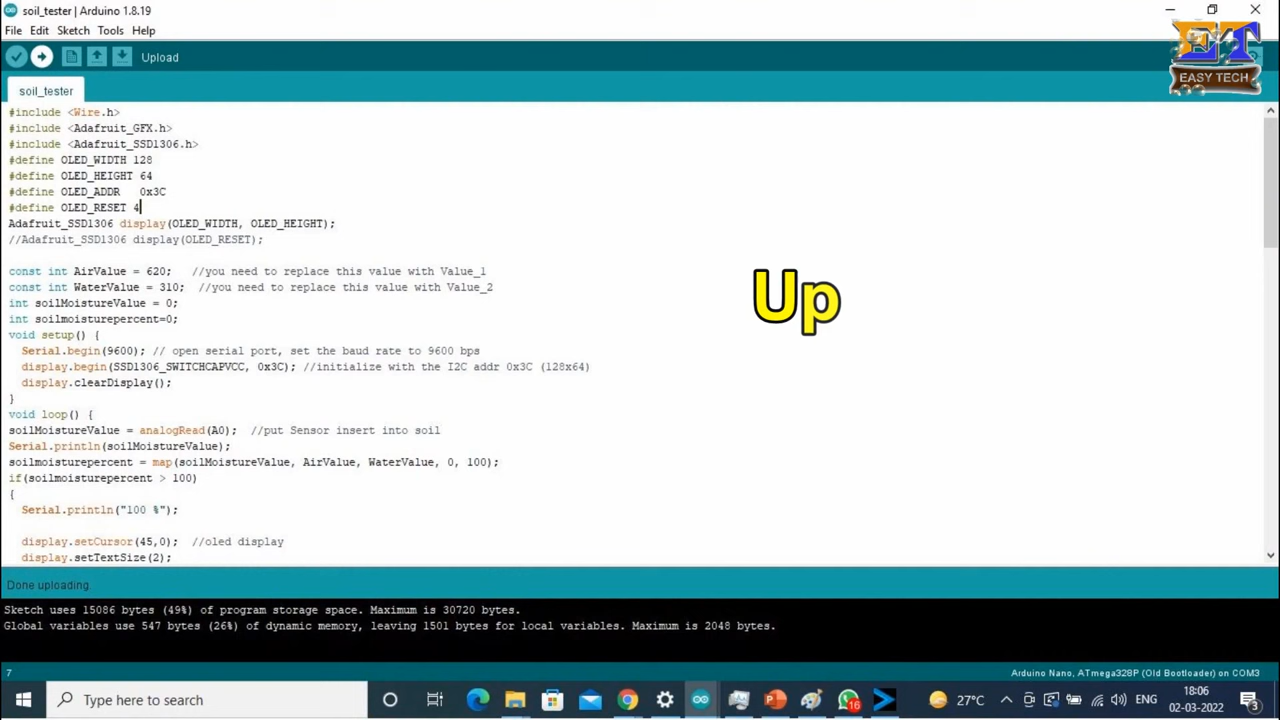 soil_tester | Arduino 1.8.19
File Edit Sketch Tools Help
Upload
ET
EASY TECH
soil_tester
#include <Wire.h>
#include <Adafruit_GFX.h>
#include <Adafruit_SSD1306.h>
#define OLED_WIDTH 128
#define OLED_HEIGHT 64
#define OLED_ADDR   0x3C
#define OLED_RESET 4
Adafruit_SSD1306 display(OLED_WIDTH, OLED_HEIGHT);
//Adafruit_SSD1306 display(OLED_RESET);
const int AirValue = 620;   //you need to replace this value with Value_1
const int WaterValue = 310;  //you need to replace this value with Value_2
int soilMoistureValue = 0;
int soilmoisturepercent=0;
void setup() {
  Serial.begin(9600); // open serial port, set the baud rate to 9600 bps
  display.begin(SSD1306_SWITCHCAPVCC, 0x3C); //initialize with the I2C addr 0x3C (128x64)
  display.clearDisplay();
}
void loop() {
soilMoistureValue = analogRead(A0);  //put Sensor insert into soil
Serial.println(soilMoistureValue);
soilmoisturepercent = map(soilMoistureValue, AirValue, WaterValue, 0, 100);
if(soilmoisturepercent > 100)
{
  Serial.println("100 %");
  display.setCursor(45,0);  //oled display
  display.setTextSize(2);
Up
Done uploading.
Sketch uses 15086 bytes (49%) of program storage space. Maximum is 30720 bytes.
Global variables use 547 bytes (26%) of dynamic memory, leaving 1501 bytes for local variables. Maximum is 2048 bytes.
7
Arduino Nano, ATmega328P (Old Bootloader) on COM3
Type here to search
16
27°C
ENG
18:06
02-03-2022
3